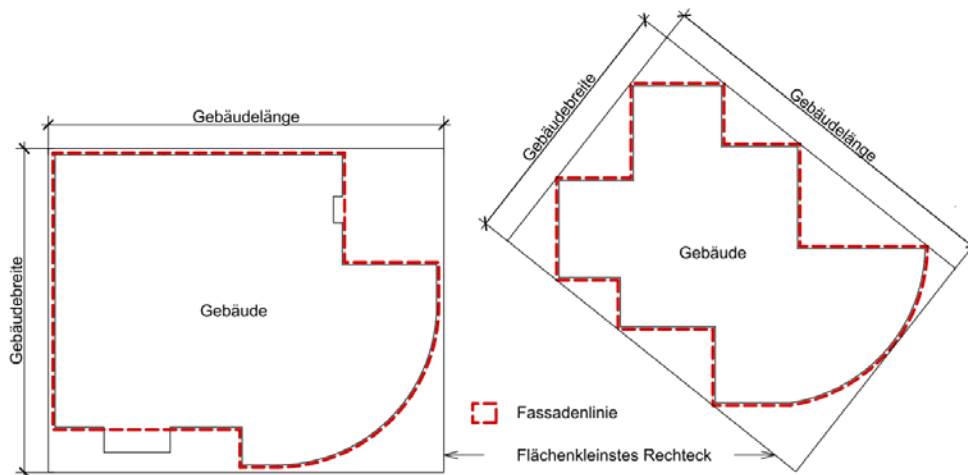 Gebäudelänge
Gebäudebreite
Gebäude
Gebäudebreite
Gebäudelänge
Gebäude
Fassadenlinie
Flächenkleinstes Rechteck